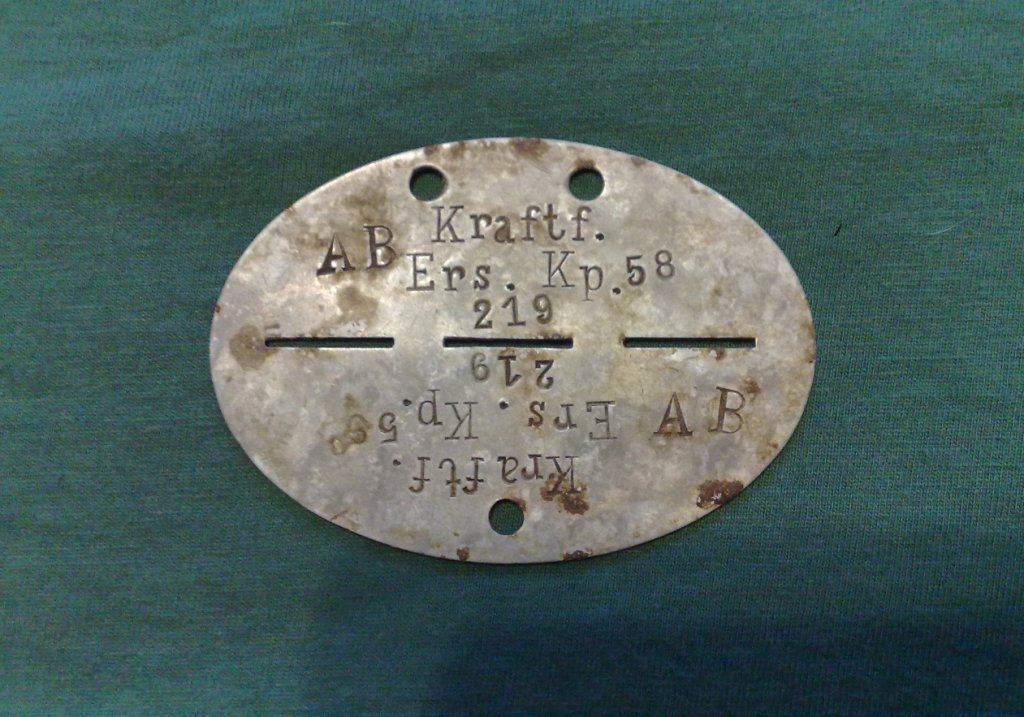 AB Kraftf.
Ers. Kp.58
219
219
Ers. Kp.58 AB
Kraftf.